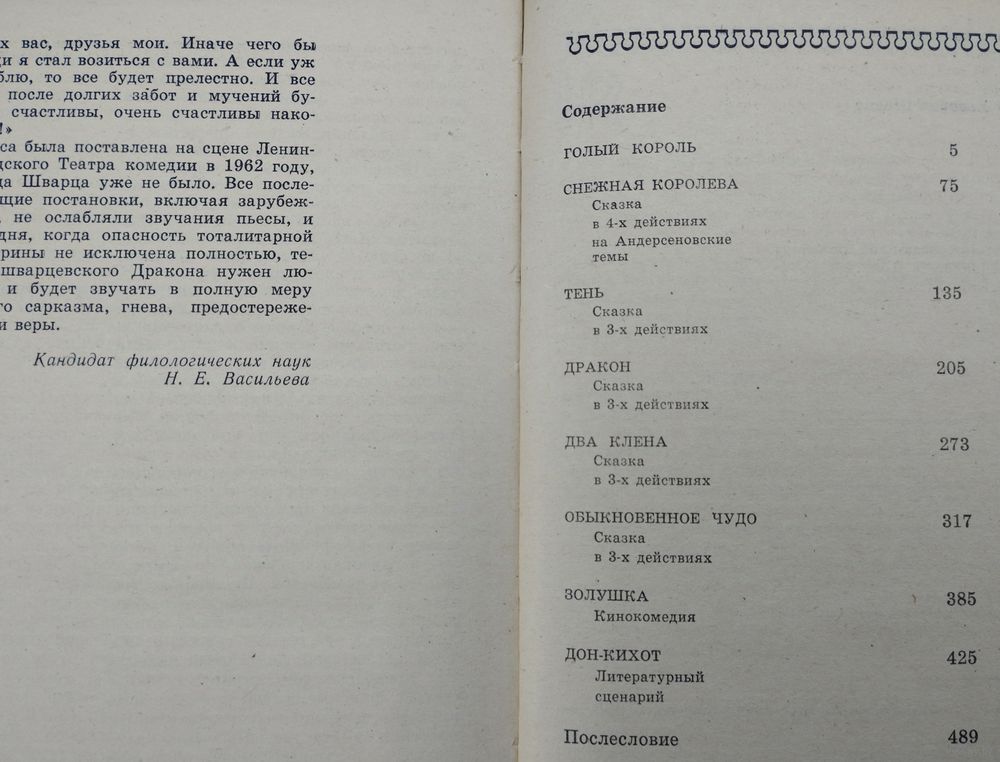 х вас, друзья мои. Иначе чего бы
и я стал возиться с вами. А если уж
блю, то все будет прелестно. И все
после долгих забот и мучений бу-
счастливы, очень счастливы нако-
!»
са была поставлена на сцене Ленин-
дского Театра комедии в 1962 году,
да Шварца уже не было. Все после-
щие постановки, включая зарубеж-
, не ослабляли звучания пьесы, и
дня, когда опасность тоталитарной
рины не исключена полностью, те-
шварцевского Дракона нужен лю-
и будет звучать в полную меру
го сарказма, гнева, предостереже-
и веры.
Кандидат филологических наук
Н. Е. Васильева
Содержание
ГОЛЫЙ КОРОЛЬ 5
СНЕЖНАЯ КОРОЛЕВА 75
Сказка
в 4-х действиях
на Андерсеновские
темы
ТЕНЬ 135
Сказка
в 3-х действиях
ДРАКОН 205
Сказка
в 3-х действиях
ДВА КЛЕНА 273
Сказка
в 3-х действиях
ОБЫКНОВЕННОЕ ЧУДО 317
Сказка
в 3-х действиях
ЗОЛУШКА 385
Кинокомедия
ДОН-КИХОТ 425
Литературный
сценарий
Послесловие 489